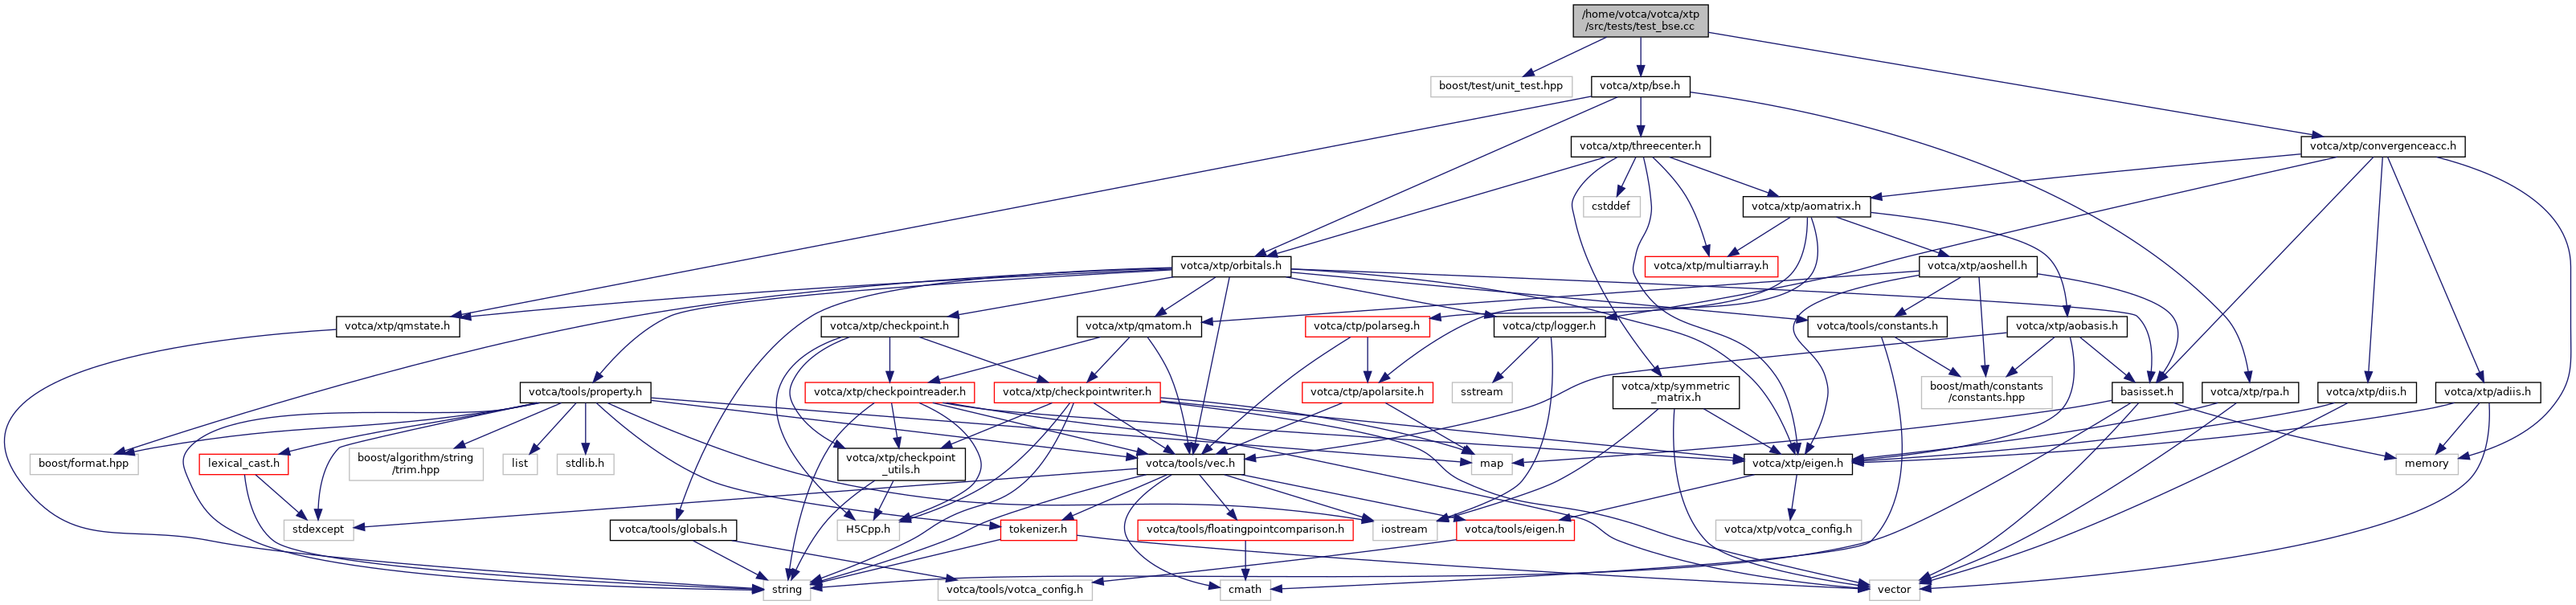 /home/votca/votca/xtp
/src/tests/test_bse.cc
boost/test/unit_test.hpp
votca/xtp/bse.h
votca/xtp/threecenter.h
votca/xtp/convergenceacc.h
cstddef
votca/xtp/aomatrix.h
votca/xtp/orbitals.h
votca/xtp/multiarray.h
votca/xtp/aoshell.h
votca/xtp/qmstate.h
votca/xtp/checkpoint.h
votca/xtp/qmatom.h
votca/ctp/polarseg.h
votca/ctp/logger.h
votca/tools/constants.h
votca/xtp/aobasis.h
votca/tools/property.h
votca/xtp/checkpointreader.h
votca/xtp/checkpointwriter.h
votca/ctp/apolarsite.h
sstream
votca/xtp/symmetric
_matrix.h
boost/math/constants
/constants.hpp
basisset.h
votca/xtp/rpa.h
votca/xtp/diis.h
votca/xtp/adiis.h
boost/format.hpp
lexical_cast.h
boost/algorithm/string
/trim.hpp
list
stdlib.h
votca/xtp/checkpoint
_utils.h
votca/tools/vec.h
map
votca/xtp/eigen.h
memory
stdexcept
votca/tools/globals.h
H5Cpp.h
tokenizer.h
votca/tools/floatingpointcomparison.h
iostream
votca/tools/eigen.h
votca/xtp/votca_config.h
string
votca/tools/votca_config.h
cmath
vector